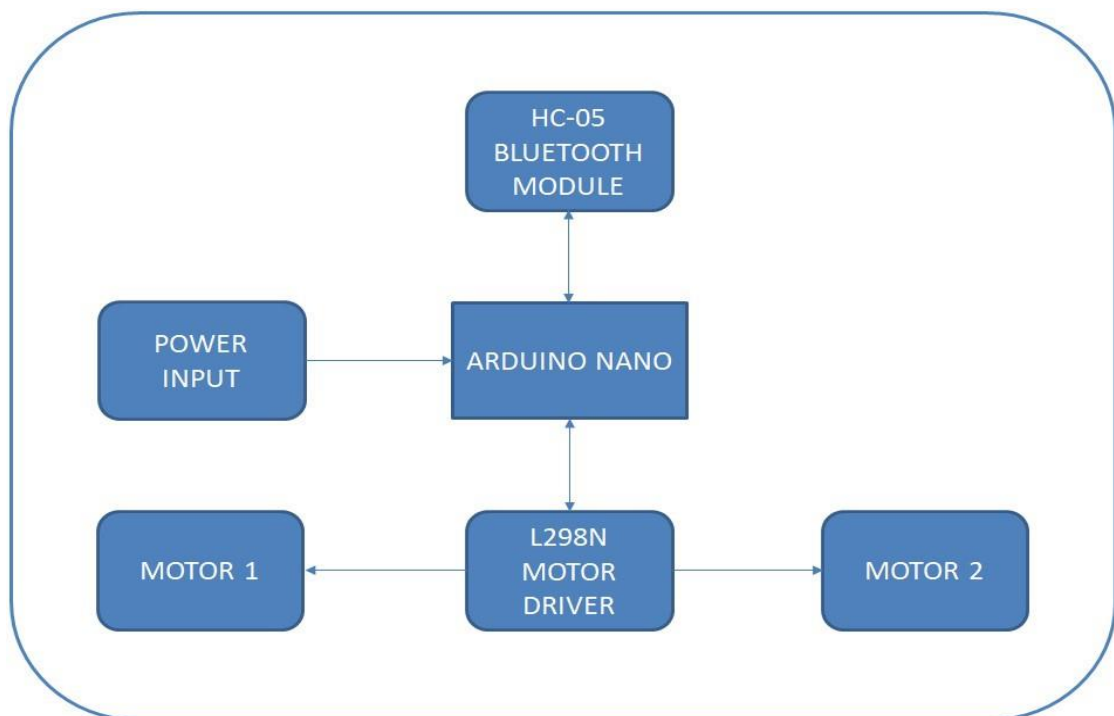 HC-05
BLUETOOTH
MODULE
POWER
INPUT
ARDUINO NANO
MOTOR 1
L298N
MOTOR
DRIVER
MOTOR 2